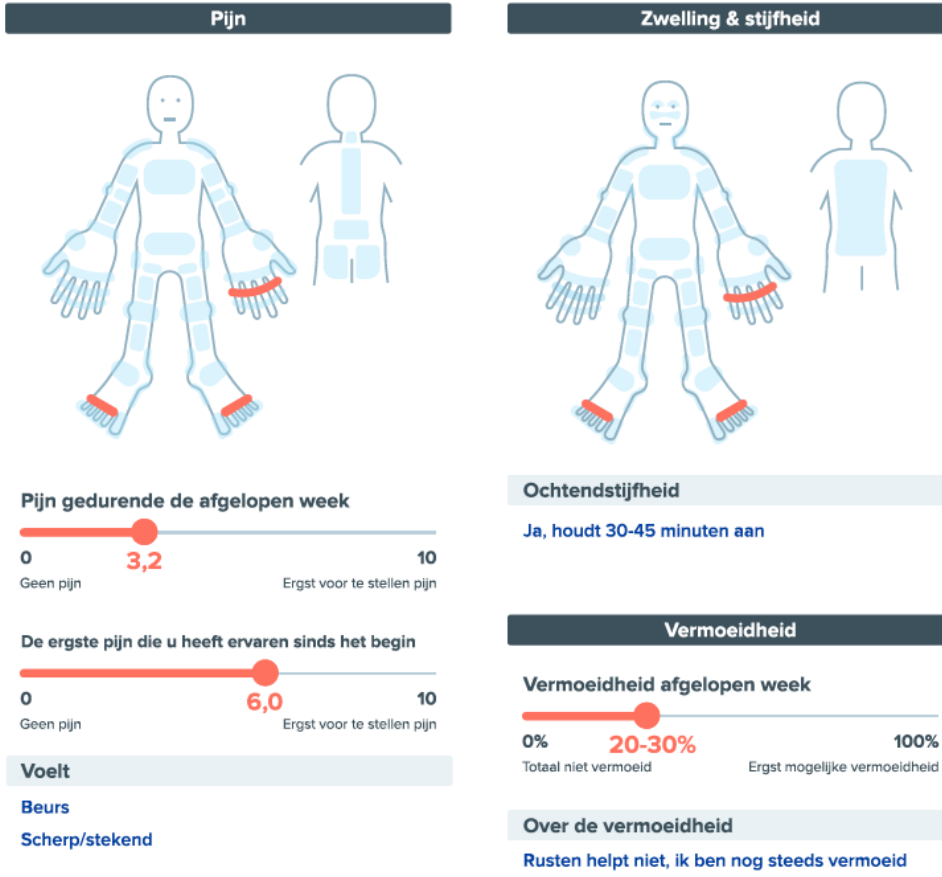 Pijn
Pijn gedurende de afgelopen week
0
3,2
10
Geen pijn
Ergst voor te stellen pijn
De ergste pijn die u heeft ervaren sinds het begin
0
6,0
10
Geen pijn
Ergst voor te stellen pijn
Voelt
Beurs
Scherp/stekend
Zwelling & stijfheid
Ochtendstijfheid
Ja, houdt 30-45 minuten aan
Vermoeidheid
Vermoeidheid afgelopen week
0%
20-30%
100%
Totaal niet vermoeid
Ergst mogelijke vermoeidheid
Over de vermoeidheid
Rusten helpt niet, ik ben nog steeds vermoeid